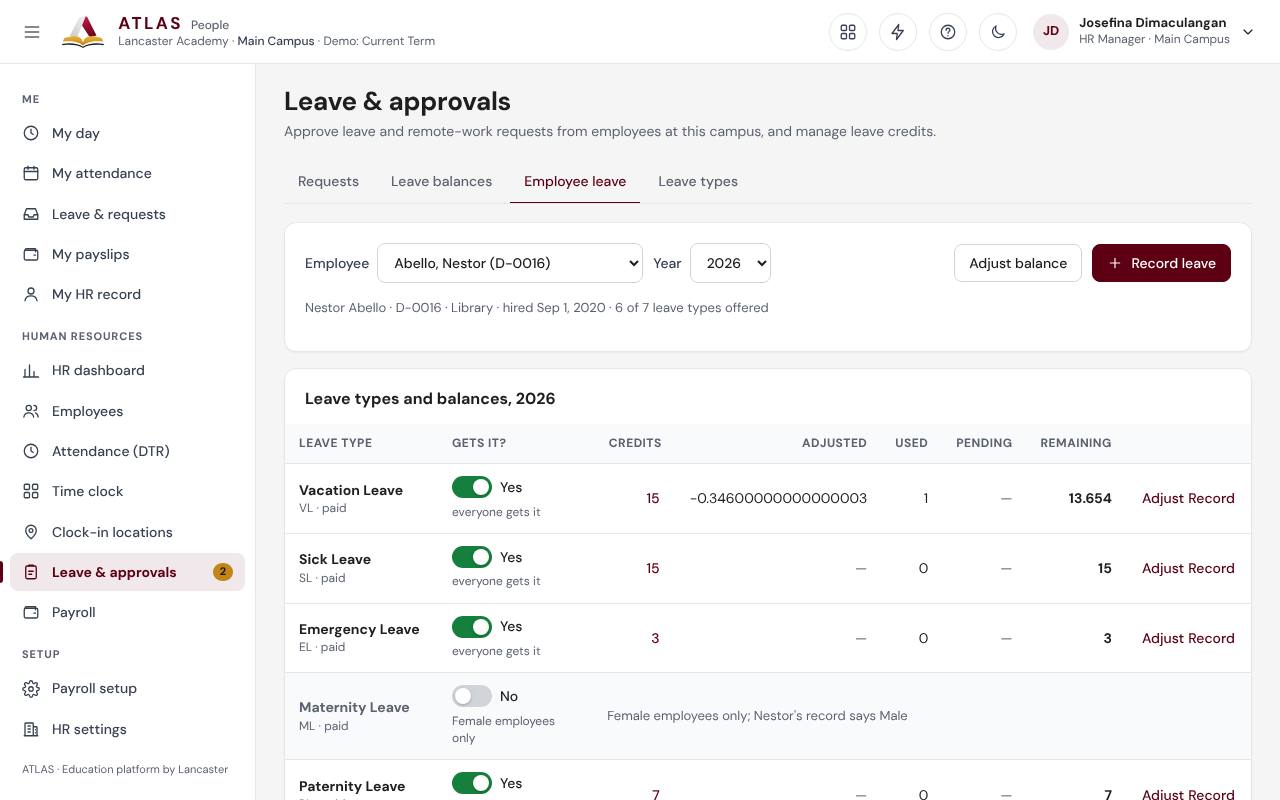 ATLAS People
Lancaster Academy · Main Campus · Demo: Current Term
JD
Josefina Dimaculangan
HR Manager · Main Campus
ME
My day
My attendance
Leave & requests
My payslips
My HR record
HUMAN RESOURCES
HR dashboard
Employees
Attendance (DTR)
Time clock
Clock-in locations
Leave & approvals 2
Payroll
SETUP
Payroll setup
HR settings
ATLAS · Education platform by Lancaster
Leave & approvals
Approve leave and remote-work requests from employees at this campus, and manage leave credits.
Requests Leave balances Employee leave Leave types
Employee Abello, Nestor (D-0016) Year 2026 Adjust balance + Record leave
Nestor Abello · D-0016 · Library · hired Sep 1, 2020 · 6 of 7 leave types offered
Leave types and balances, 2026
LEAVE TYPE GETS IT? CREDITS ADJUSTED USED PENDING REMAINING
Vacation Leave Yes 15 -0.34600000000000003 1 — 13.654 Adjust Record
VL · paid everyone gets it
Sick Leave Yes 15 — 0 — 15 Adjust Record
SL · paid everyone gets it
Emergency Leave Yes 3 — 0 — 3 Adjust Record
EL · paid everyone gets it
Maternity Leave No Female employees only; Nestor's record says Male
ML · paid Female employees
only
Paternity Leave Yes 7 — 0 — 7 Adjust Record